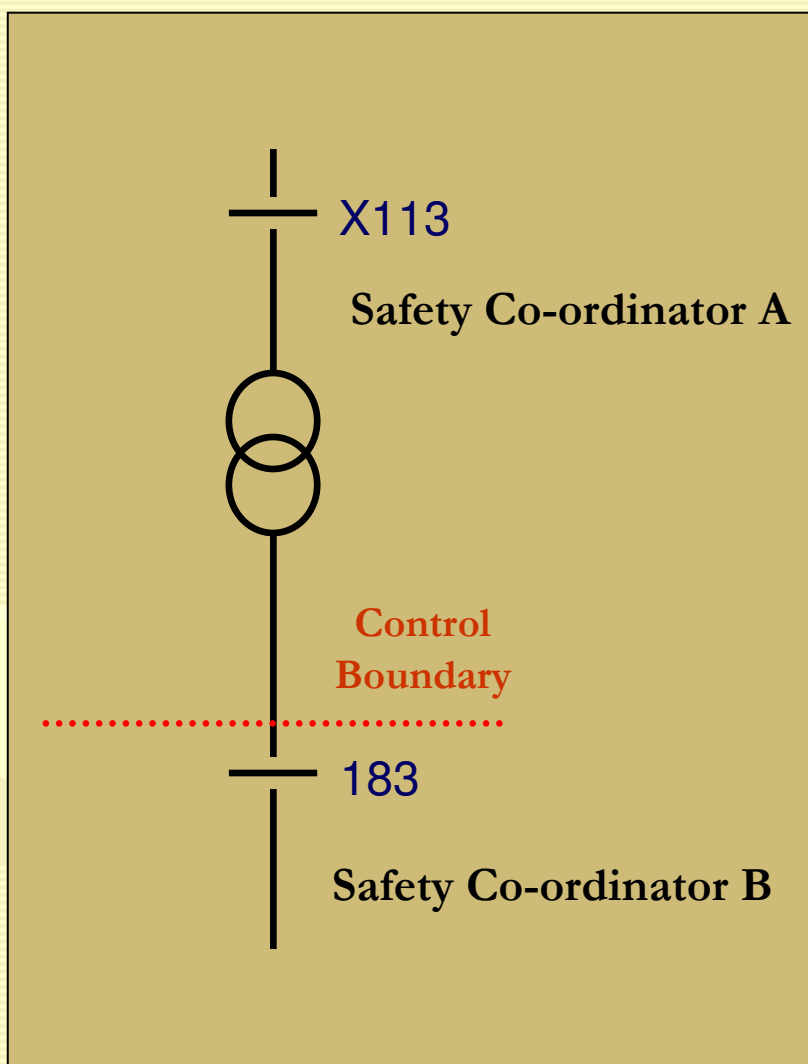 X113
Safety Co-ordinator A
Control
Boundary
183
Safety Co-ordinator B